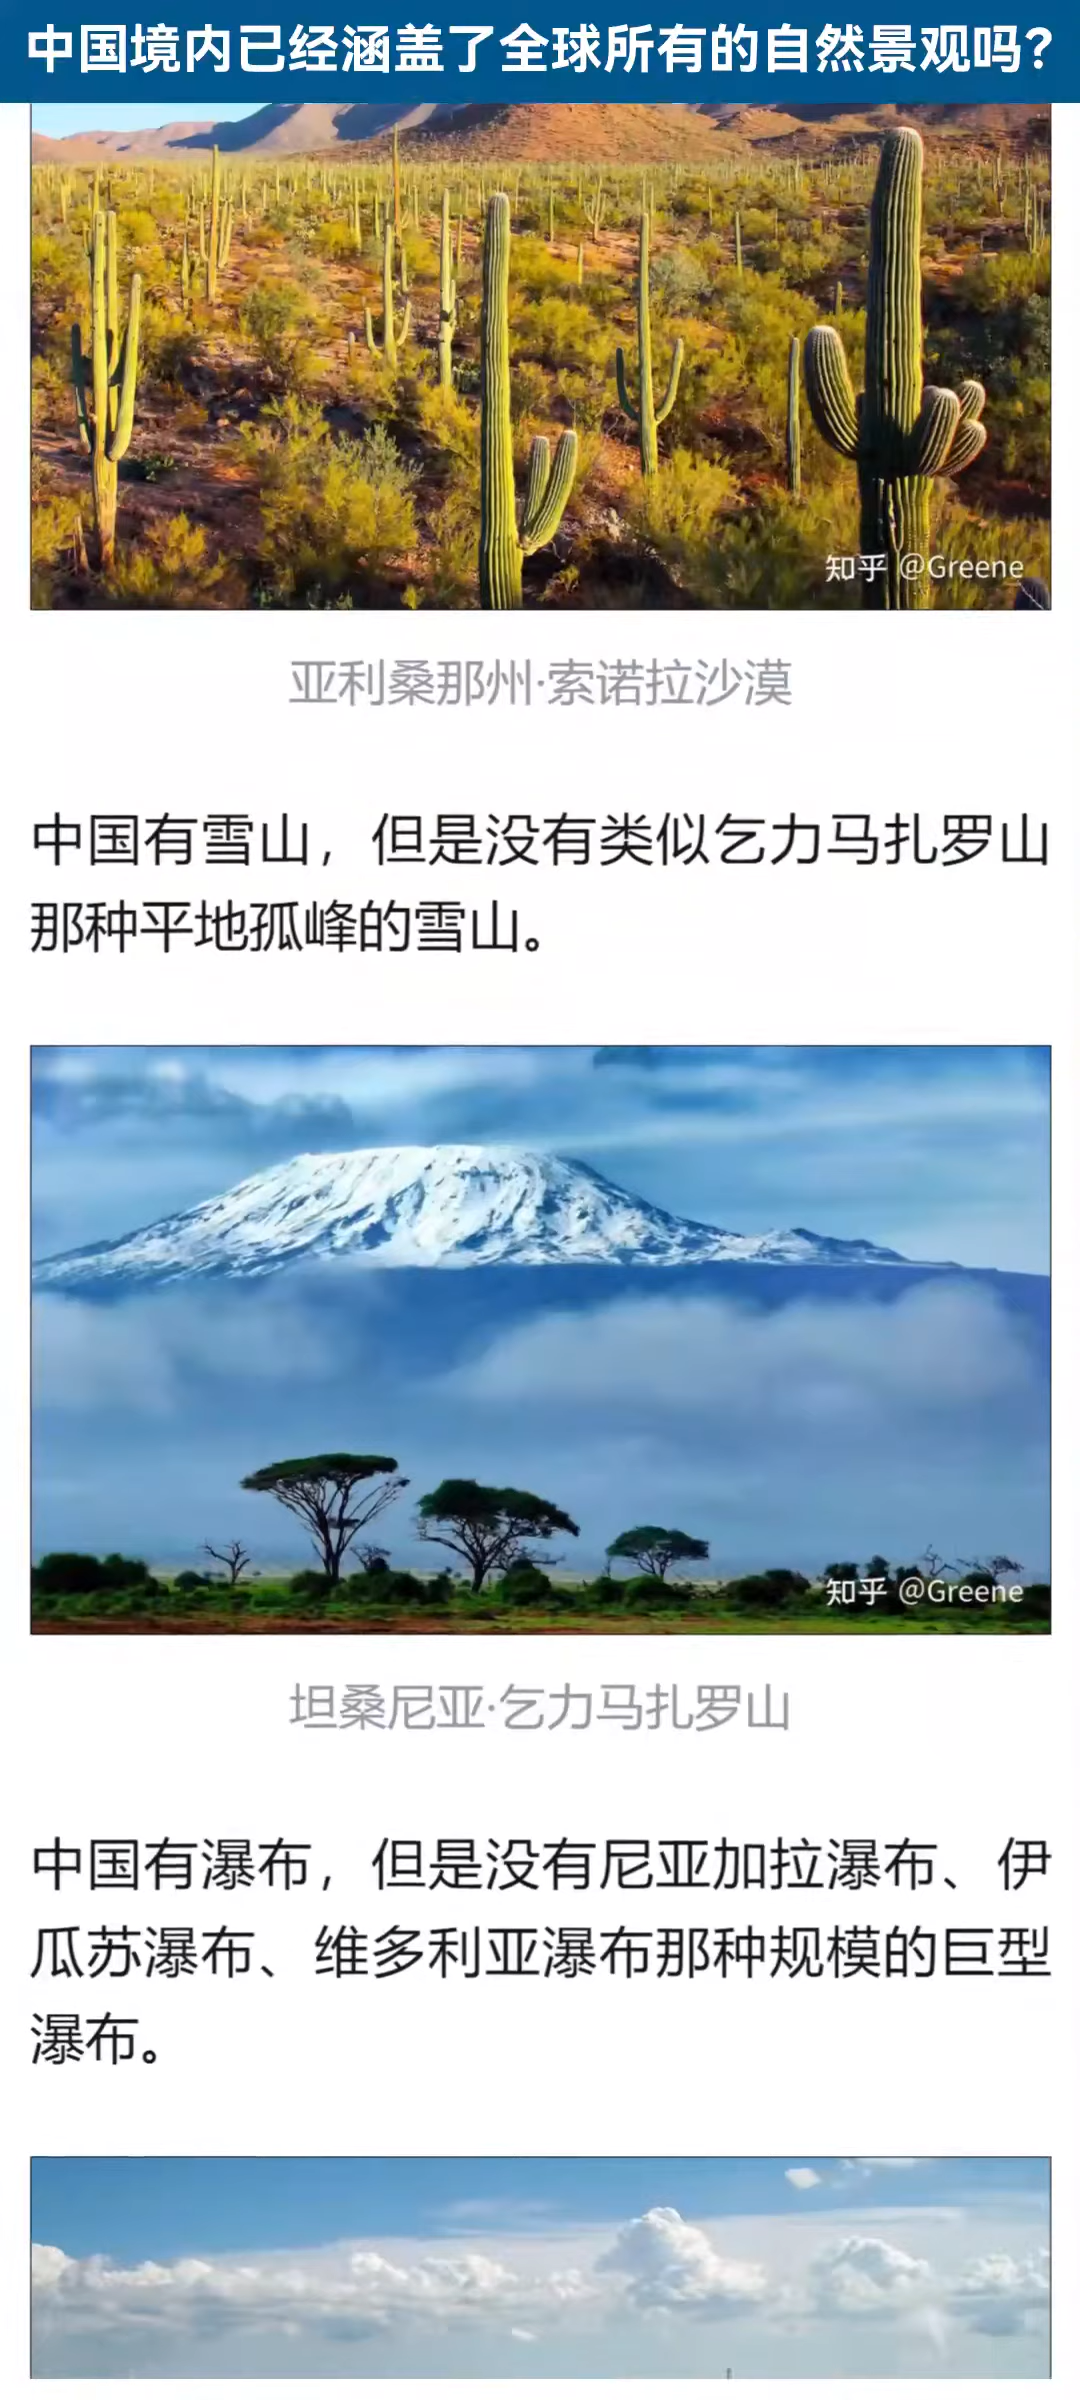 中国境内已经涵盖了全球所有的自然景观吗?
知乎 @Greene
亚利桑那州·索诺拉沙漠
中国有雪山，但是没有类似乞力马扎罗山
那种平地孤峰的雪山。
知乎 @Greene
坦桑尼亚·乞力马扎罗山
中国有瀑布，但是没有尼亚加拉瀑布、伊
瓜苏瀑布、维多利亚瀑布那种规模的巨型
瀑布。